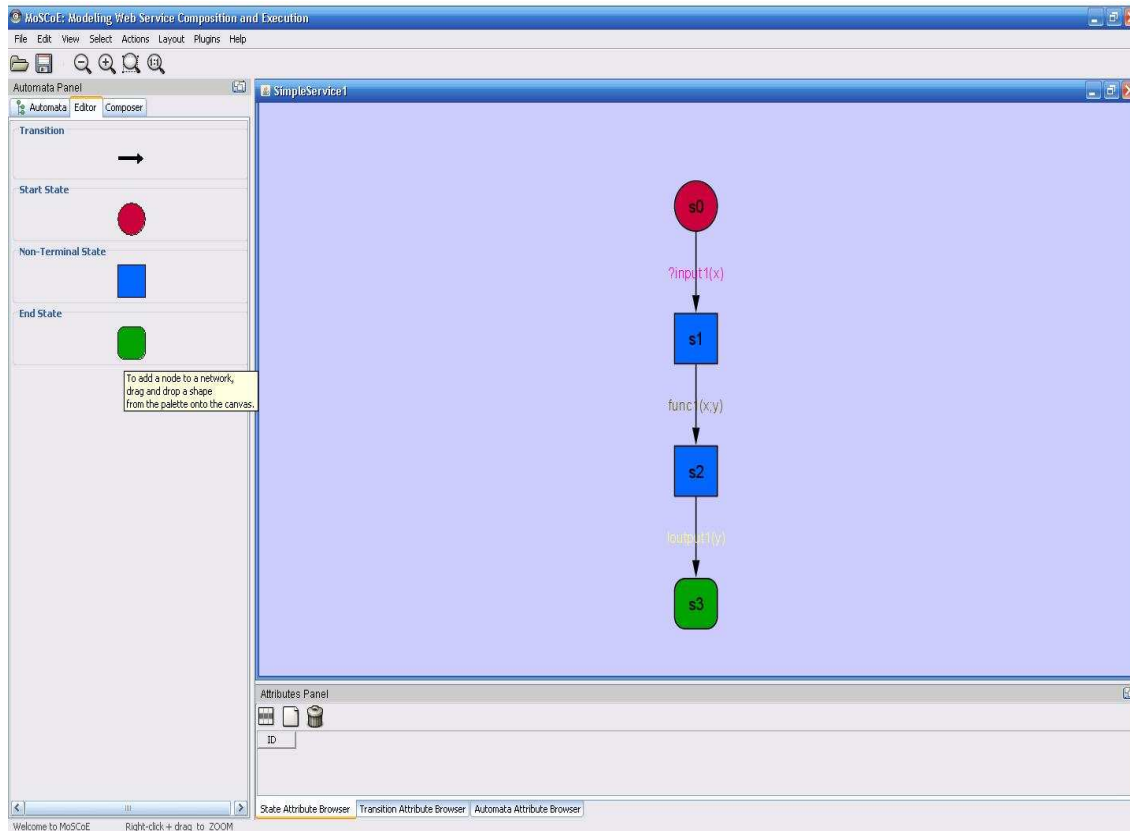 MoSCoE: Modeling Web Service Composition and Execution
File Edit View Select Actions Layout Plugins Help
1:1
Automata Panel
Automata Editor Composer
Transition
Start State
Non-Terminal State
End State
To add a node to a network,
drag and drop a shape
from the palette onto the canvas.
SimpleService1
s0
?input1(x)
s1
func1(x;y)
s2
!output1(y)
s3
Attributes Panel
ID
State Attribute Browser Transition Attribute Browser Automata Attribute Browser
Welcome to MoSCoE Right-click + drag to ZOOM